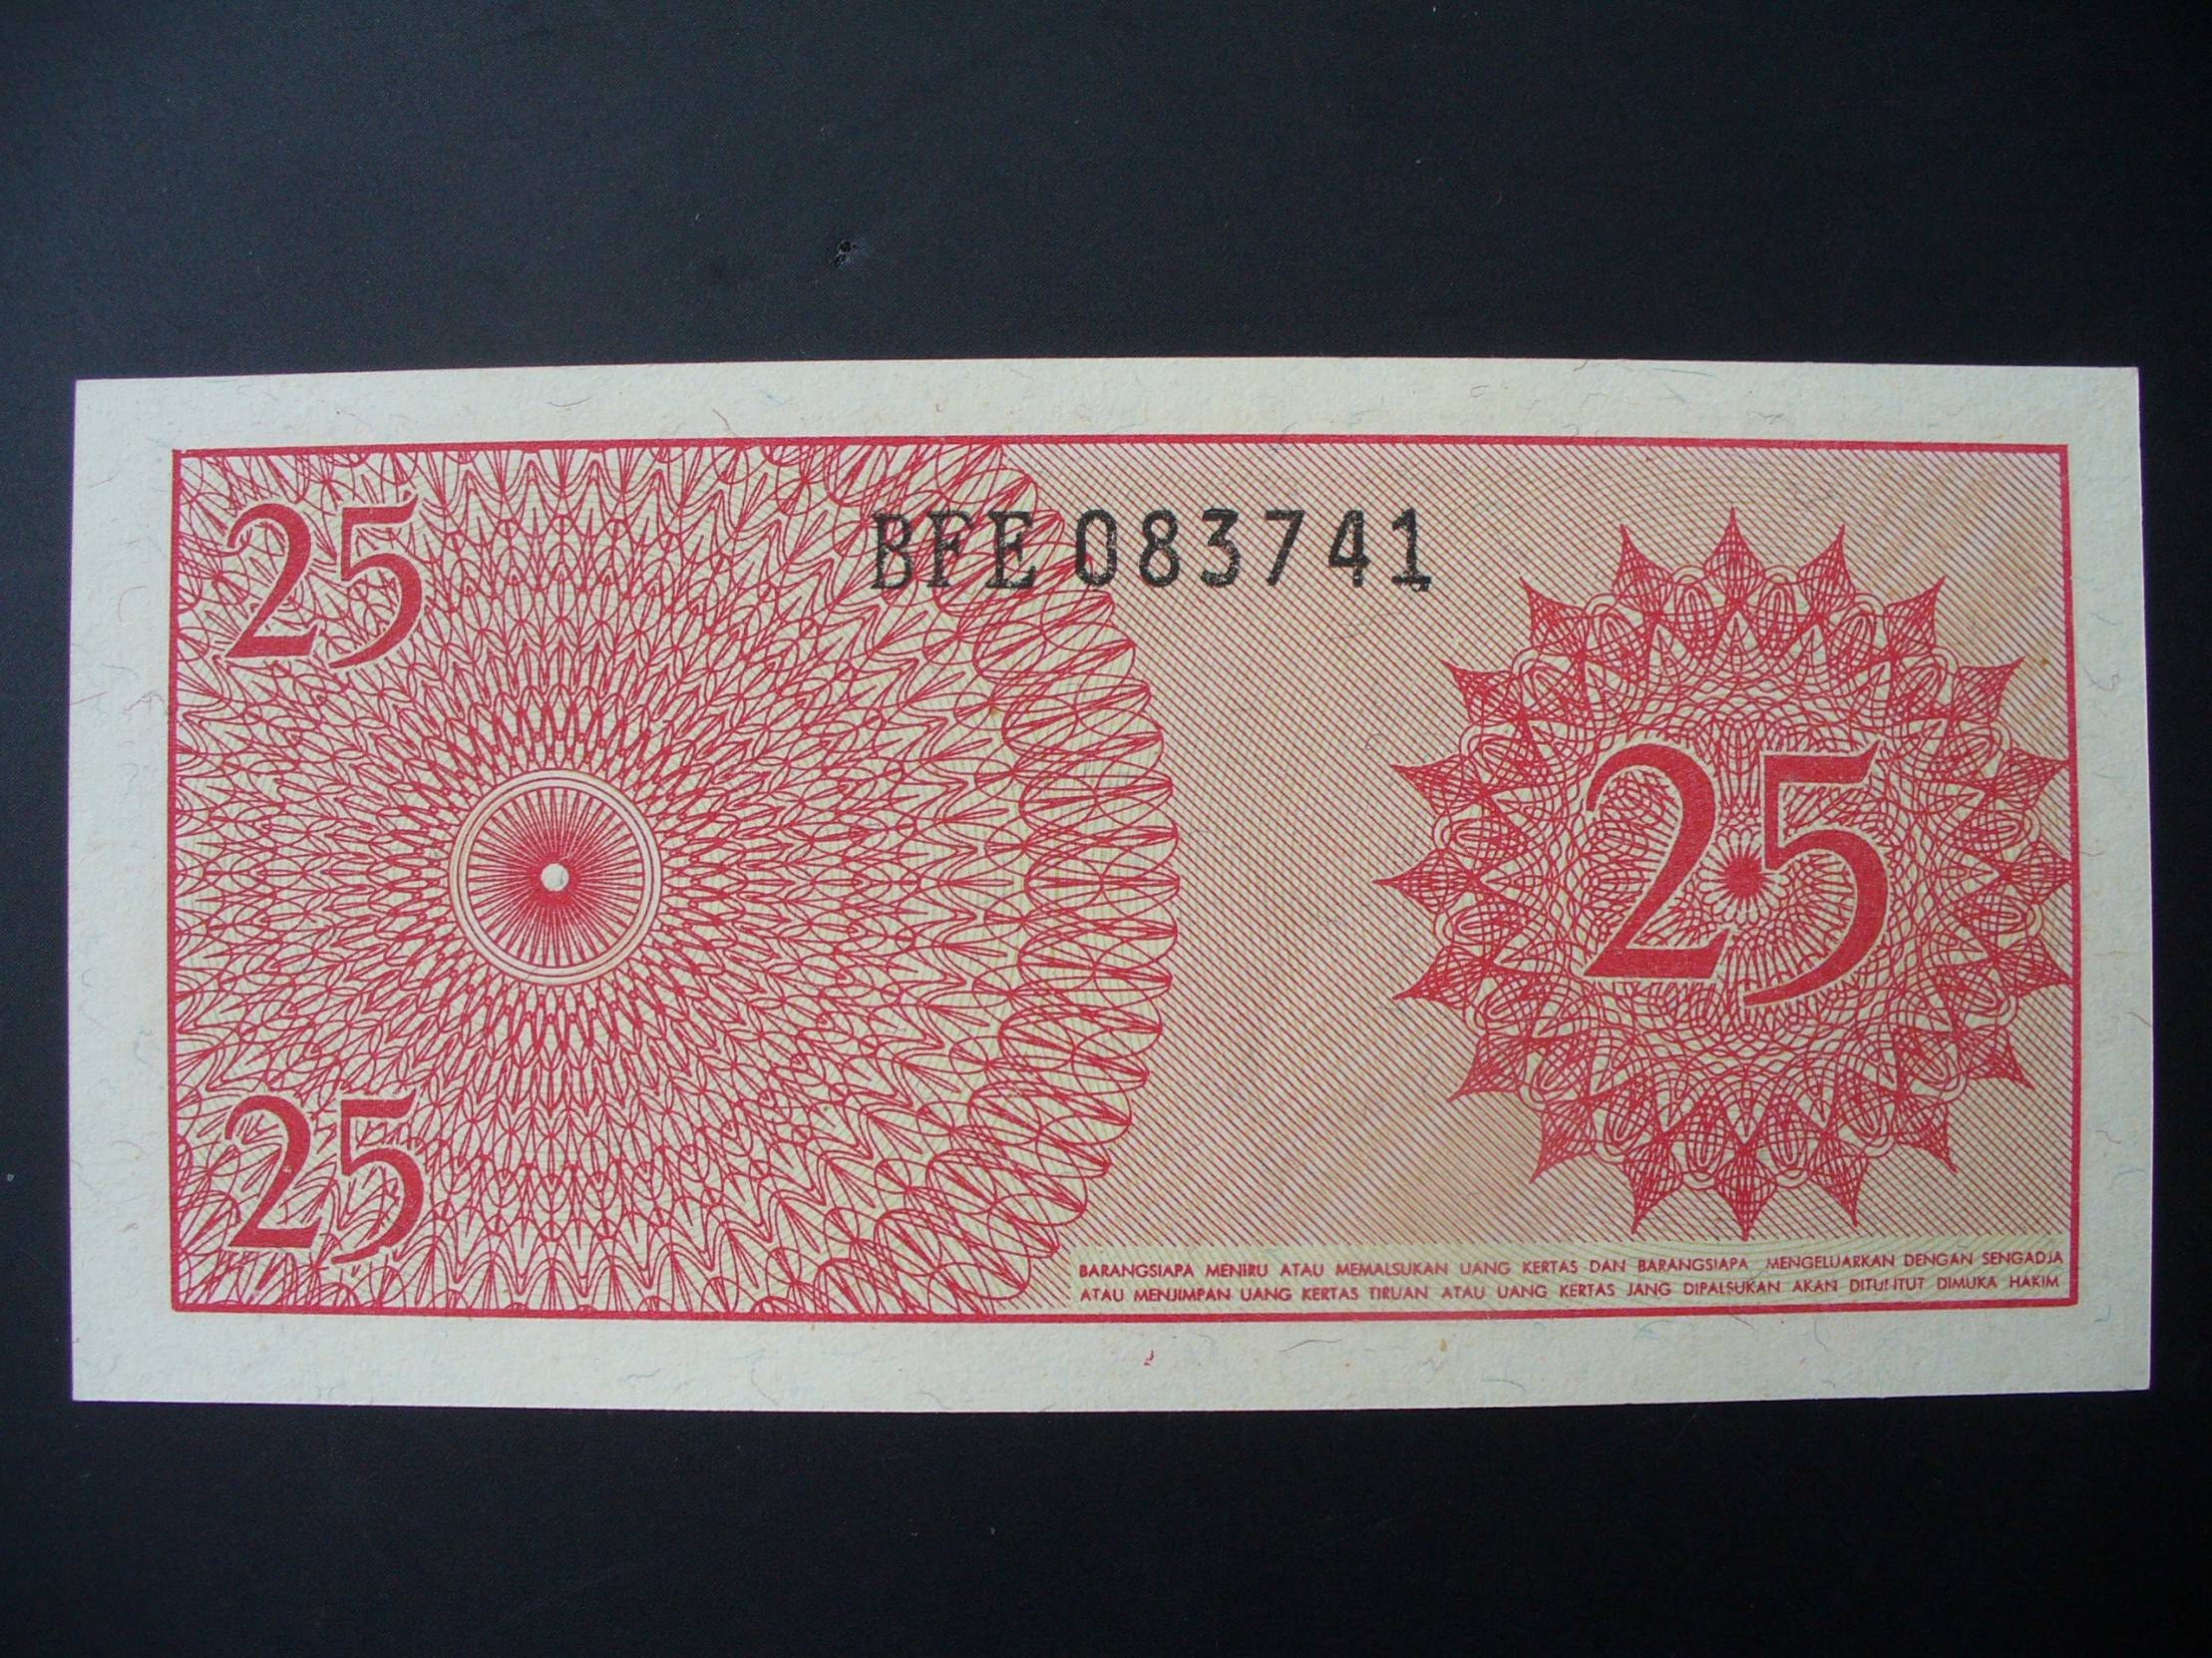 25
BFE 083741
25
25
BARANGSIAPA MENIRU ATAU MEMALSUKAN UANG KERTAS DAN BARANGSIAPA MENGELUARKAN DENGAN SENGADJA
ATAU MENJIMPAN UANG KERTAS TIRUAN ATAU UANG KERTAS JANG DIPALSUKAN AKAN DITUNTUT DIMUKA HAKIM